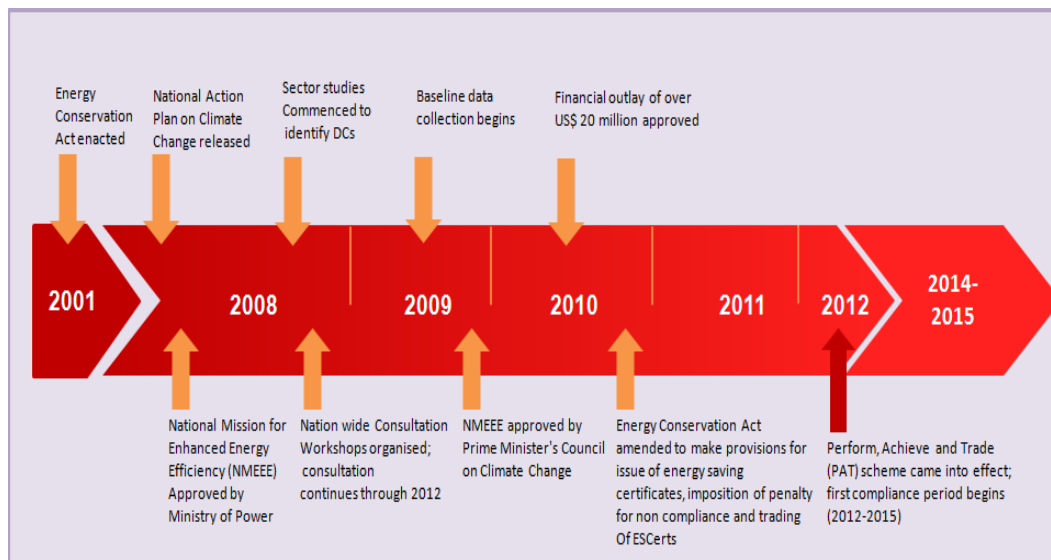 Energy
Conservation
Act enacted
National Action
Plan on Climate
Change released
Sector studies
Commenced to
identify DCs
Baseline data
collection begins
Financial outlay of over
US$ 20 million approved
2001
2008
2009
2010
2011
2012
2014-
2015
National Mission for
Enhanced Energy
Efficiency (NMEEE)
Approved by
Ministry of Power
Nation wide Consultation
Workshops organised;
consultation
continues through 2012
NMEEE approved by
Prime Minister's Council
on Climate Change
Energy Conservation Act
amended to make provisions for
issue of energy saving
certificates, imposition of penalty
for non compliance and trading
Of ESCerts
Perform, Achieve and Trade
(PAT) scheme came into effect;
first compliance period begins
(2012-2015)